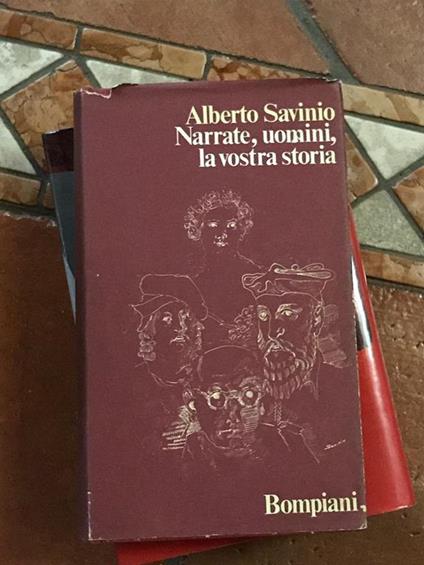 Alberto Savinio
Narrate, uomini,
la vostra storia
Bompiani